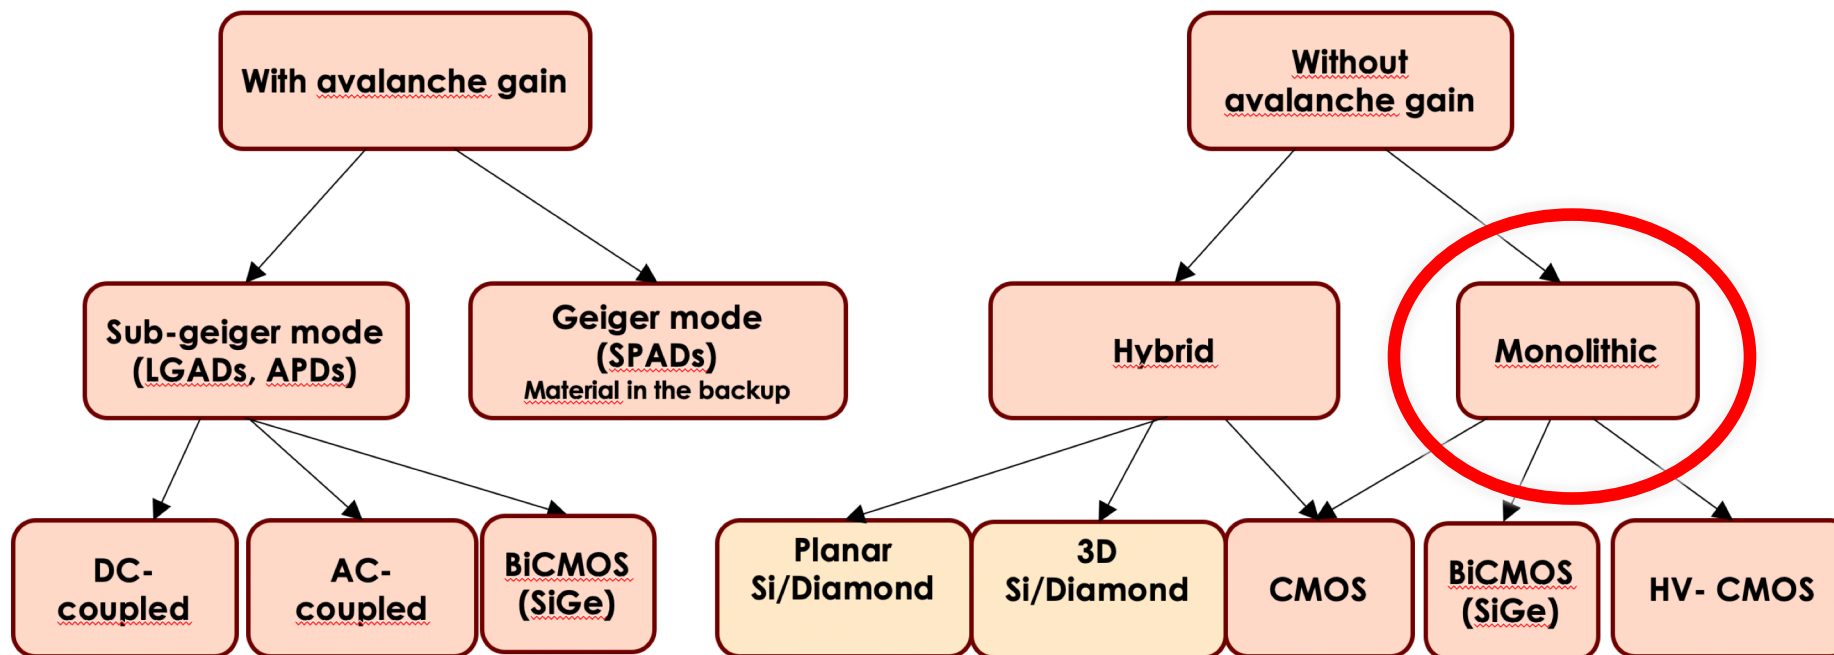 With avalanche gain
Without
avalanche gain
Sub-geiger mode
(LGADs, APDs)
Geiger mode
(SPADs)
Material in the backup
Hybrid
Monolithic
DC-
coupled
AC-
coupled
BiCMOS
(SiGe)
Planar
Si/Diamond
3D
Si/Diamond
CMOS
BiCMOS
(SiGe)
HV- CMOS